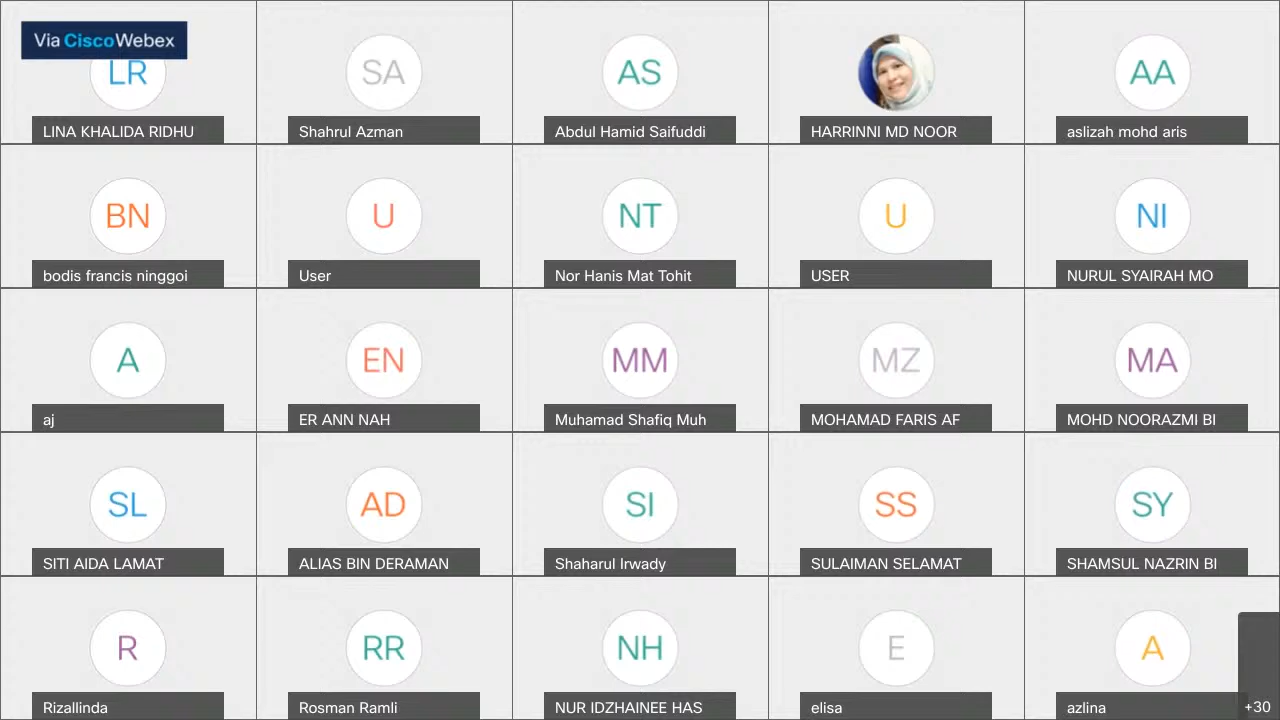 Via CiscoWebex
LR
SA
AS
AA
LINA KHALIDA RIDHU
Shahrul Azman
Abdul Hamid Saifuddi
HARRINNI MD NOOR
aslizah mohd aris
BN
U
NT
U
NI
bodis francis ninggoi
User
Nor Hanis Mat Tohit
USER
NURUL SYAIRAH MO
A
EN
MM
MZ
MA
aj
ER ANN NAH
Muhamad Shafiq Muh
MOHAMAD FARIS AF
MOHD NOORAZMI BI
SL
AD
SI
SS
SY
SITI AIDA LAMAT
ALIAS BIN DERAMAN
Shaharul Irwady
SULAIMAN SELAMAT
SHAMSUL NAZRIN BI
R
RR
NH
E
A
Rizallinda
Rosman Ramli
NUR IDZHAINEE HAS
elisa
azlina
+30